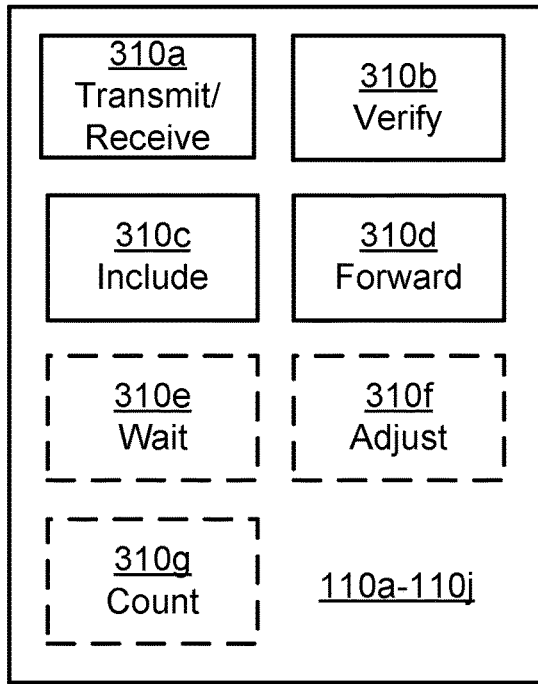 310a
Transmit/
Receive
310b
Verify
310c
Include
310d
Forward
310e
Wait
310f
Adjust
310g
Count
110a-110j